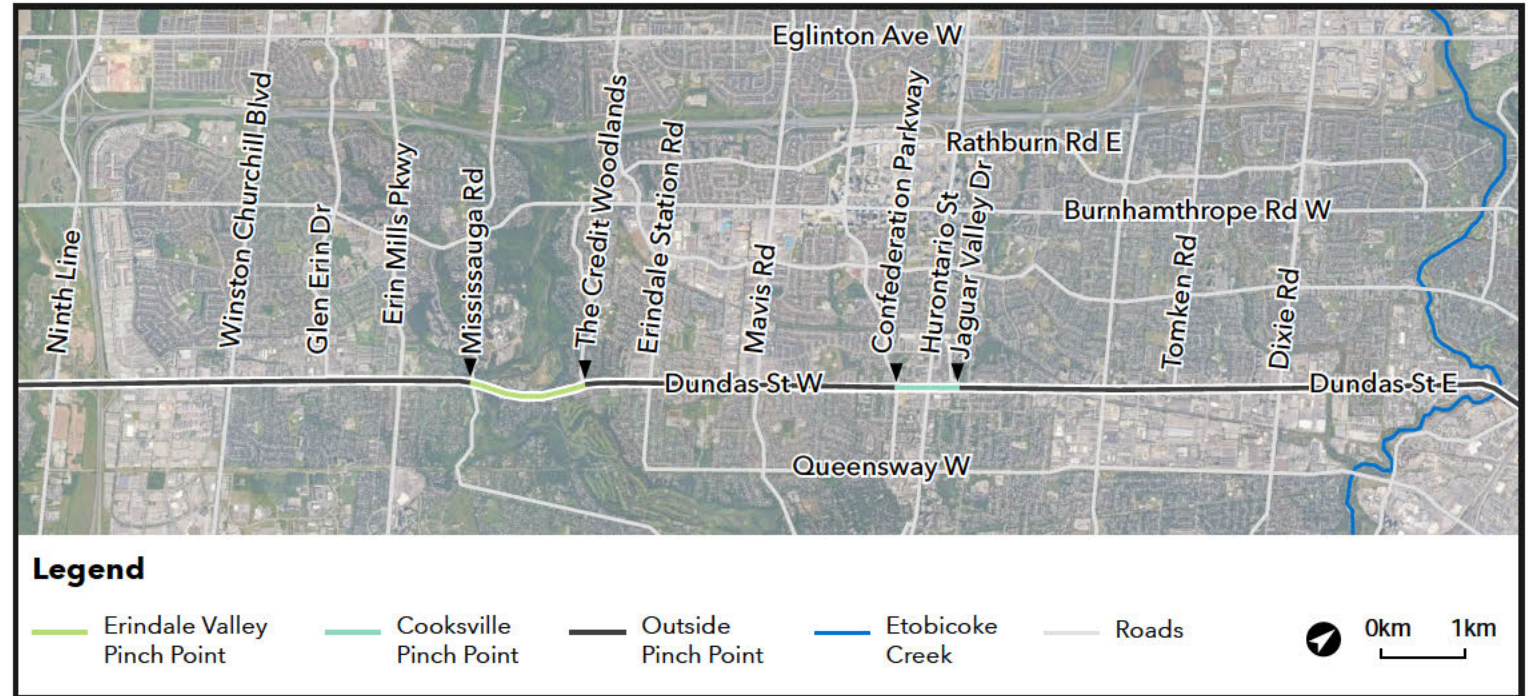 Eglinton Ave W
Rathburn Rd E
Burnhamthrope Rd W
Ninth Line
Winston Churchill Blvd
Glen Erin Dr
Erin Mills Pkwy
Mississauga Rd
The Credit Woodlands
Erindale Station Rd
Mavis Rd
Confederation Parkway
Hurontario St
Jaguar Valley Dr
Tomken Rd
Dixie Rd
Dundas St W
Dundas St E
Queensway W
Legend
Erindale Valley
Pinch Point
Cooksville
Pinch Point
Outside
Pinch Point
Etobicoke
Creek
Roads
0km 1km